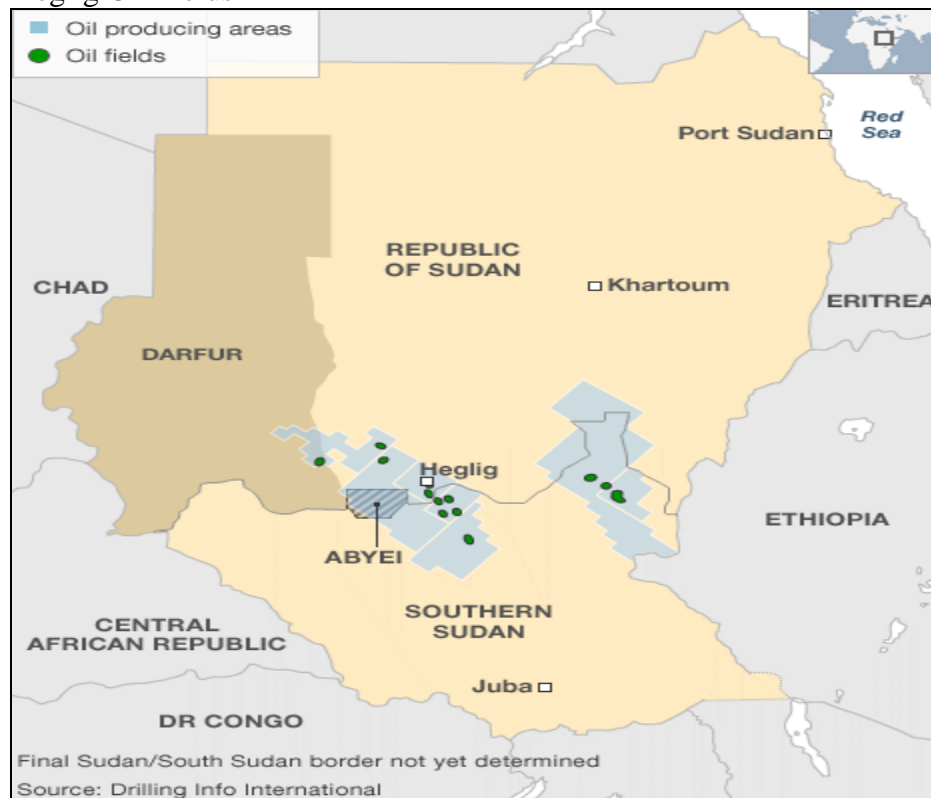 Oil producing areas
Oil fields
Red
Sea
Port Sudan
REPUBLIC
OF SUDAN
Khartoum
CHAD
ERITREA
DARFUR
Heglig
ETHIOPIA
ABYEI
SOUTHERN
SUDAN
CENTRAL
AFRICAN REPUBLIC
Juba
DR CONGO
Final Sudan/South Sudan border not yet determined
Source: Drilling Info International